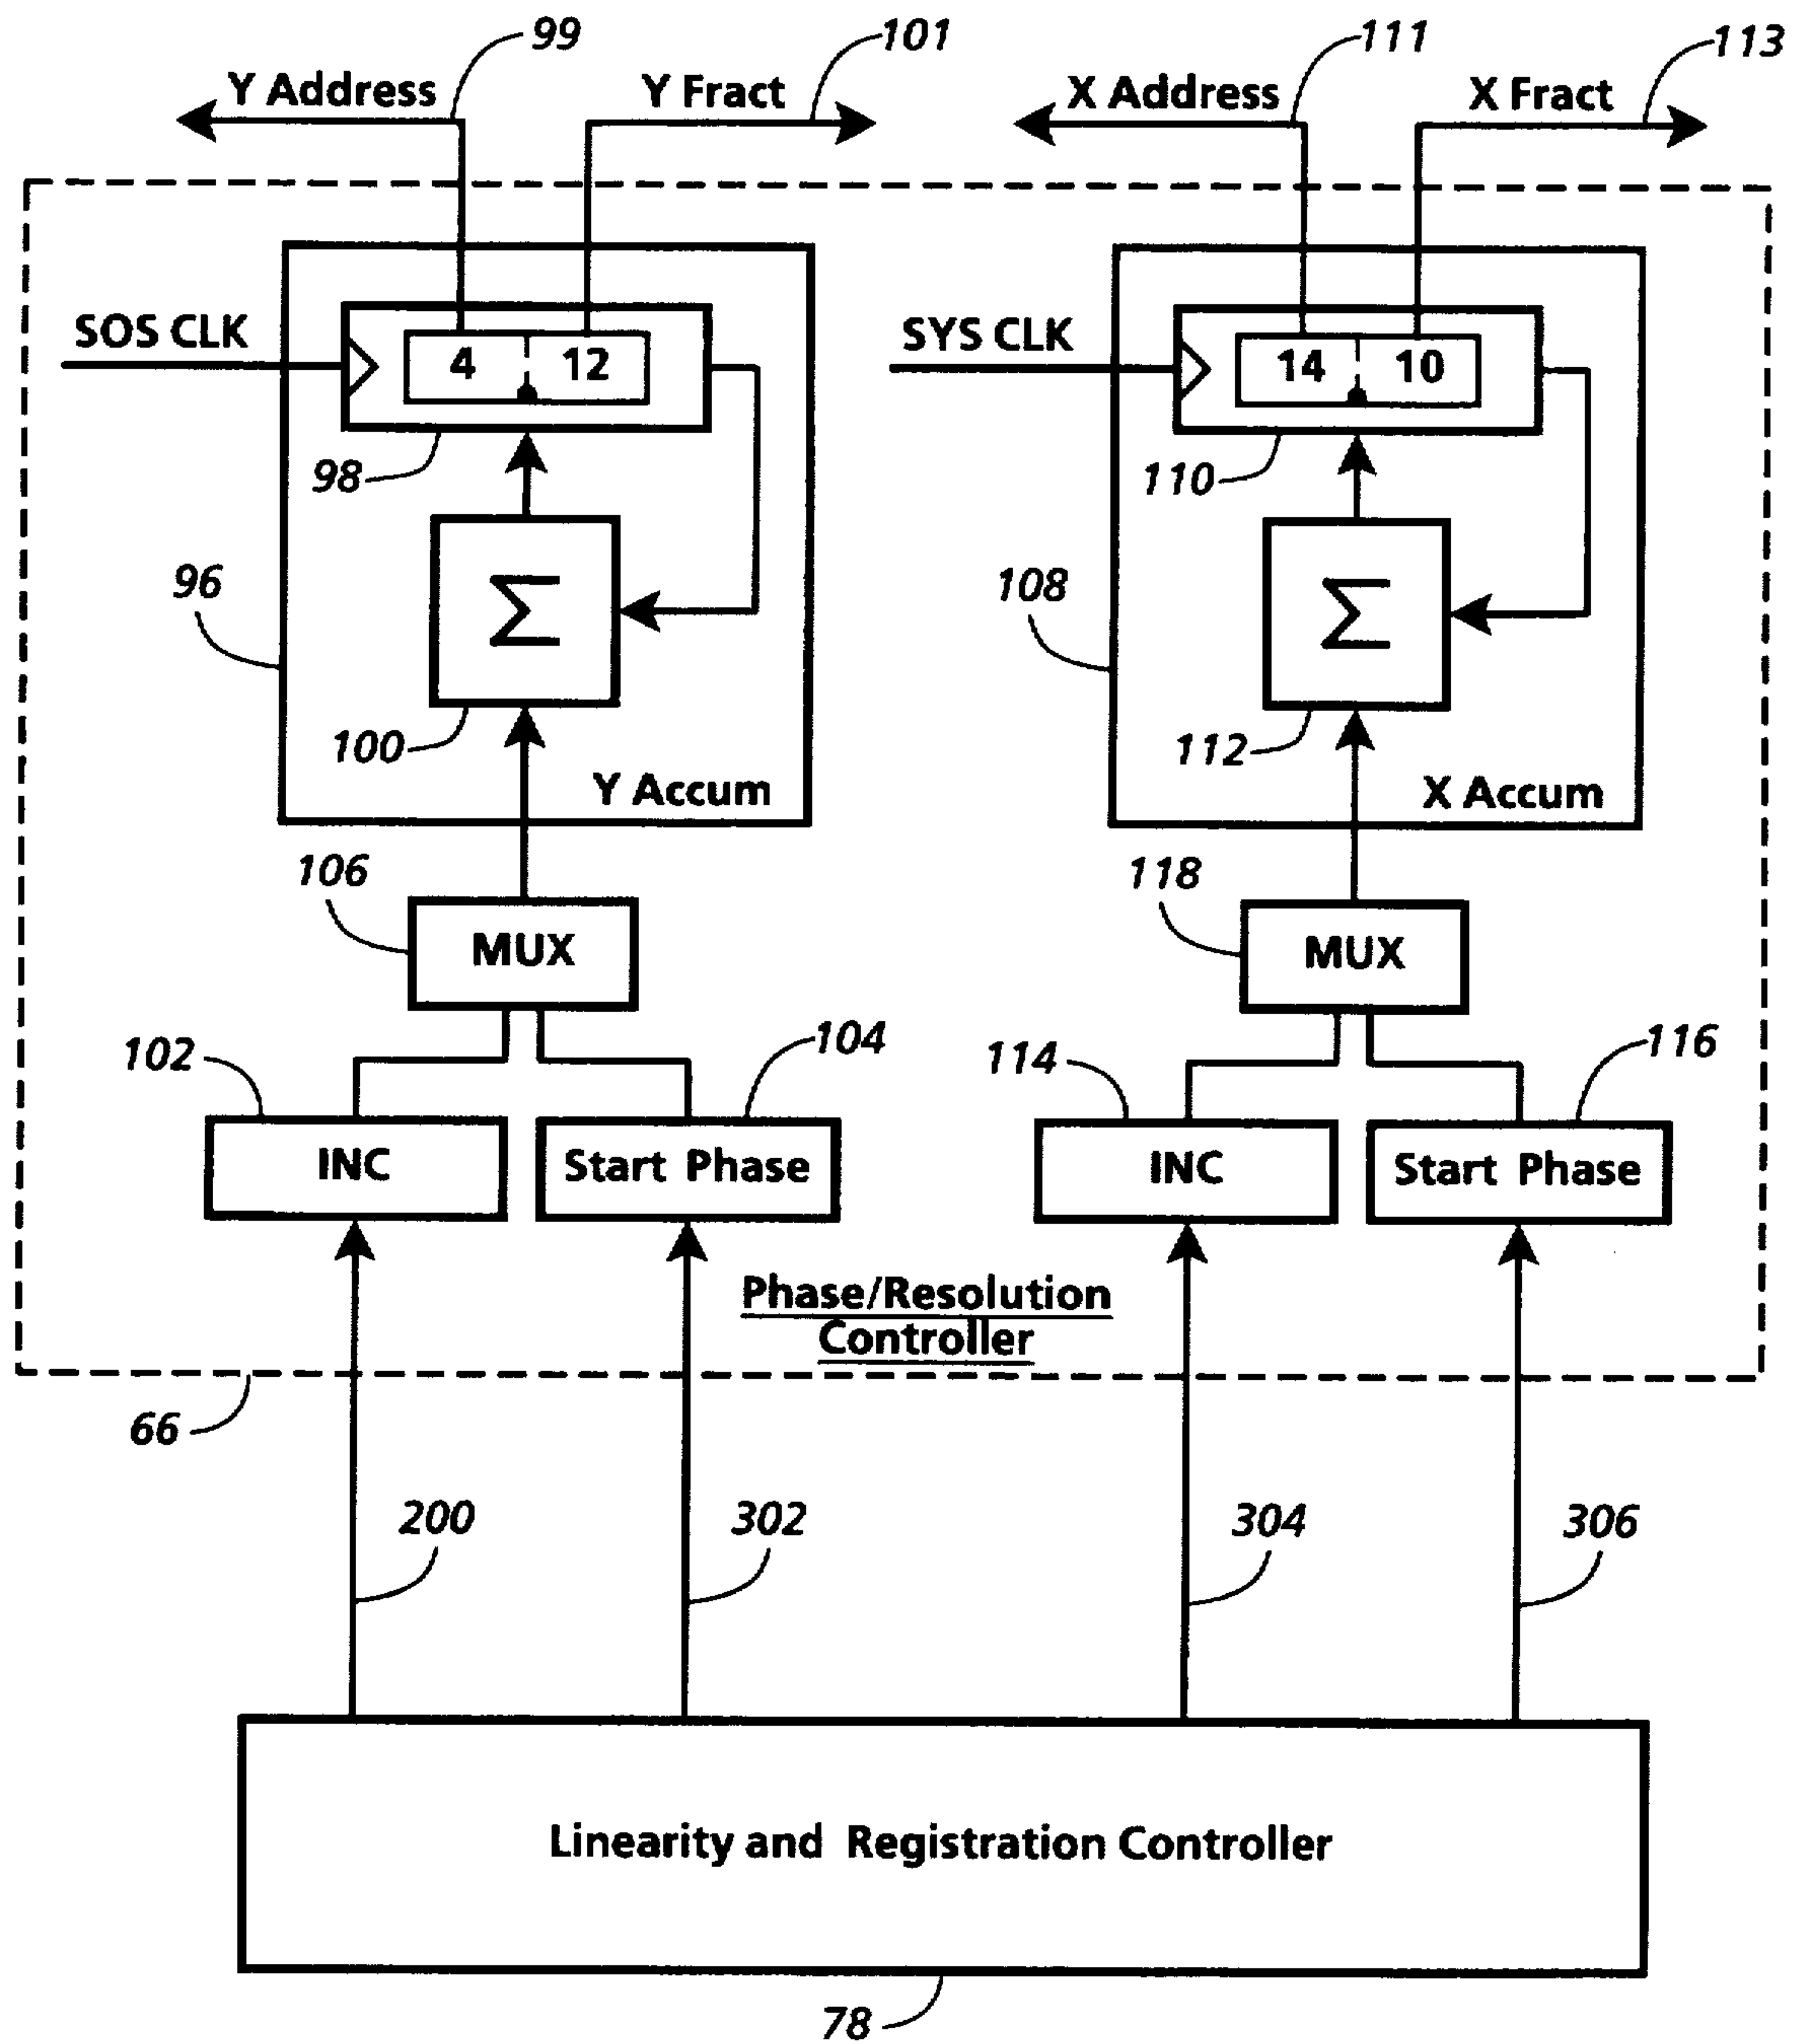 99
101
111
113
Y Address
Y Fract
X Address
X Fract
SOS CLK
4
12
SYS CLK
14
10
98
110
96
Σ
108
Σ
100
112
Y Accum
X Accum
106
118
MUX
MUX
102
104
114
116
INC
Start Phase
INC
Start Phase
Phase/Resolution
Controller
66
200
302
304
306
Linearity and Registration Controller
78